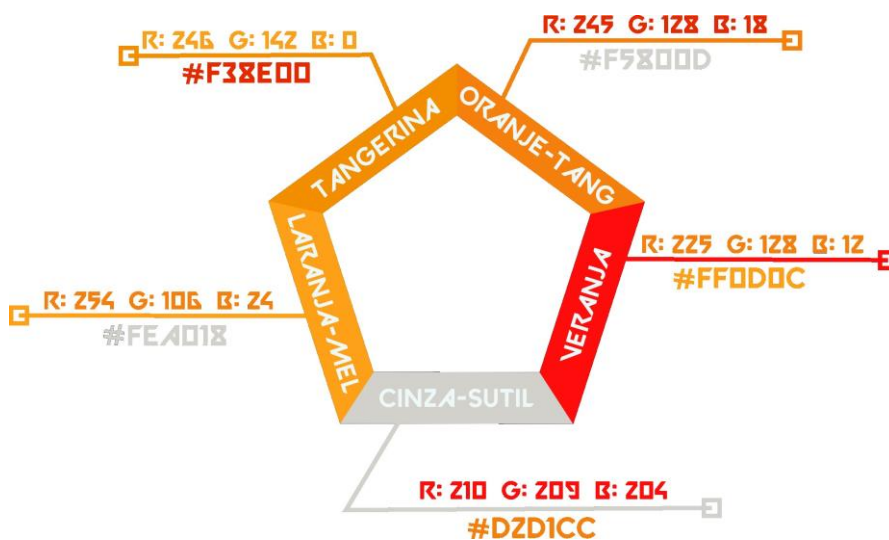 R: 246 G: 142 B: 0
#F38E00
R: 245 G: 128 B: 18
#F5800D
TANGERINA
ORANJE-TANG
LARANJA-MEL
VERANJA
R: 225 G: 128 B: 12
#FF0D0C
R: 254 G: 106 B: 24
#FEA018
CINZA-SUTIL
R: 210 G: 209 B: 204
#D2D1CC